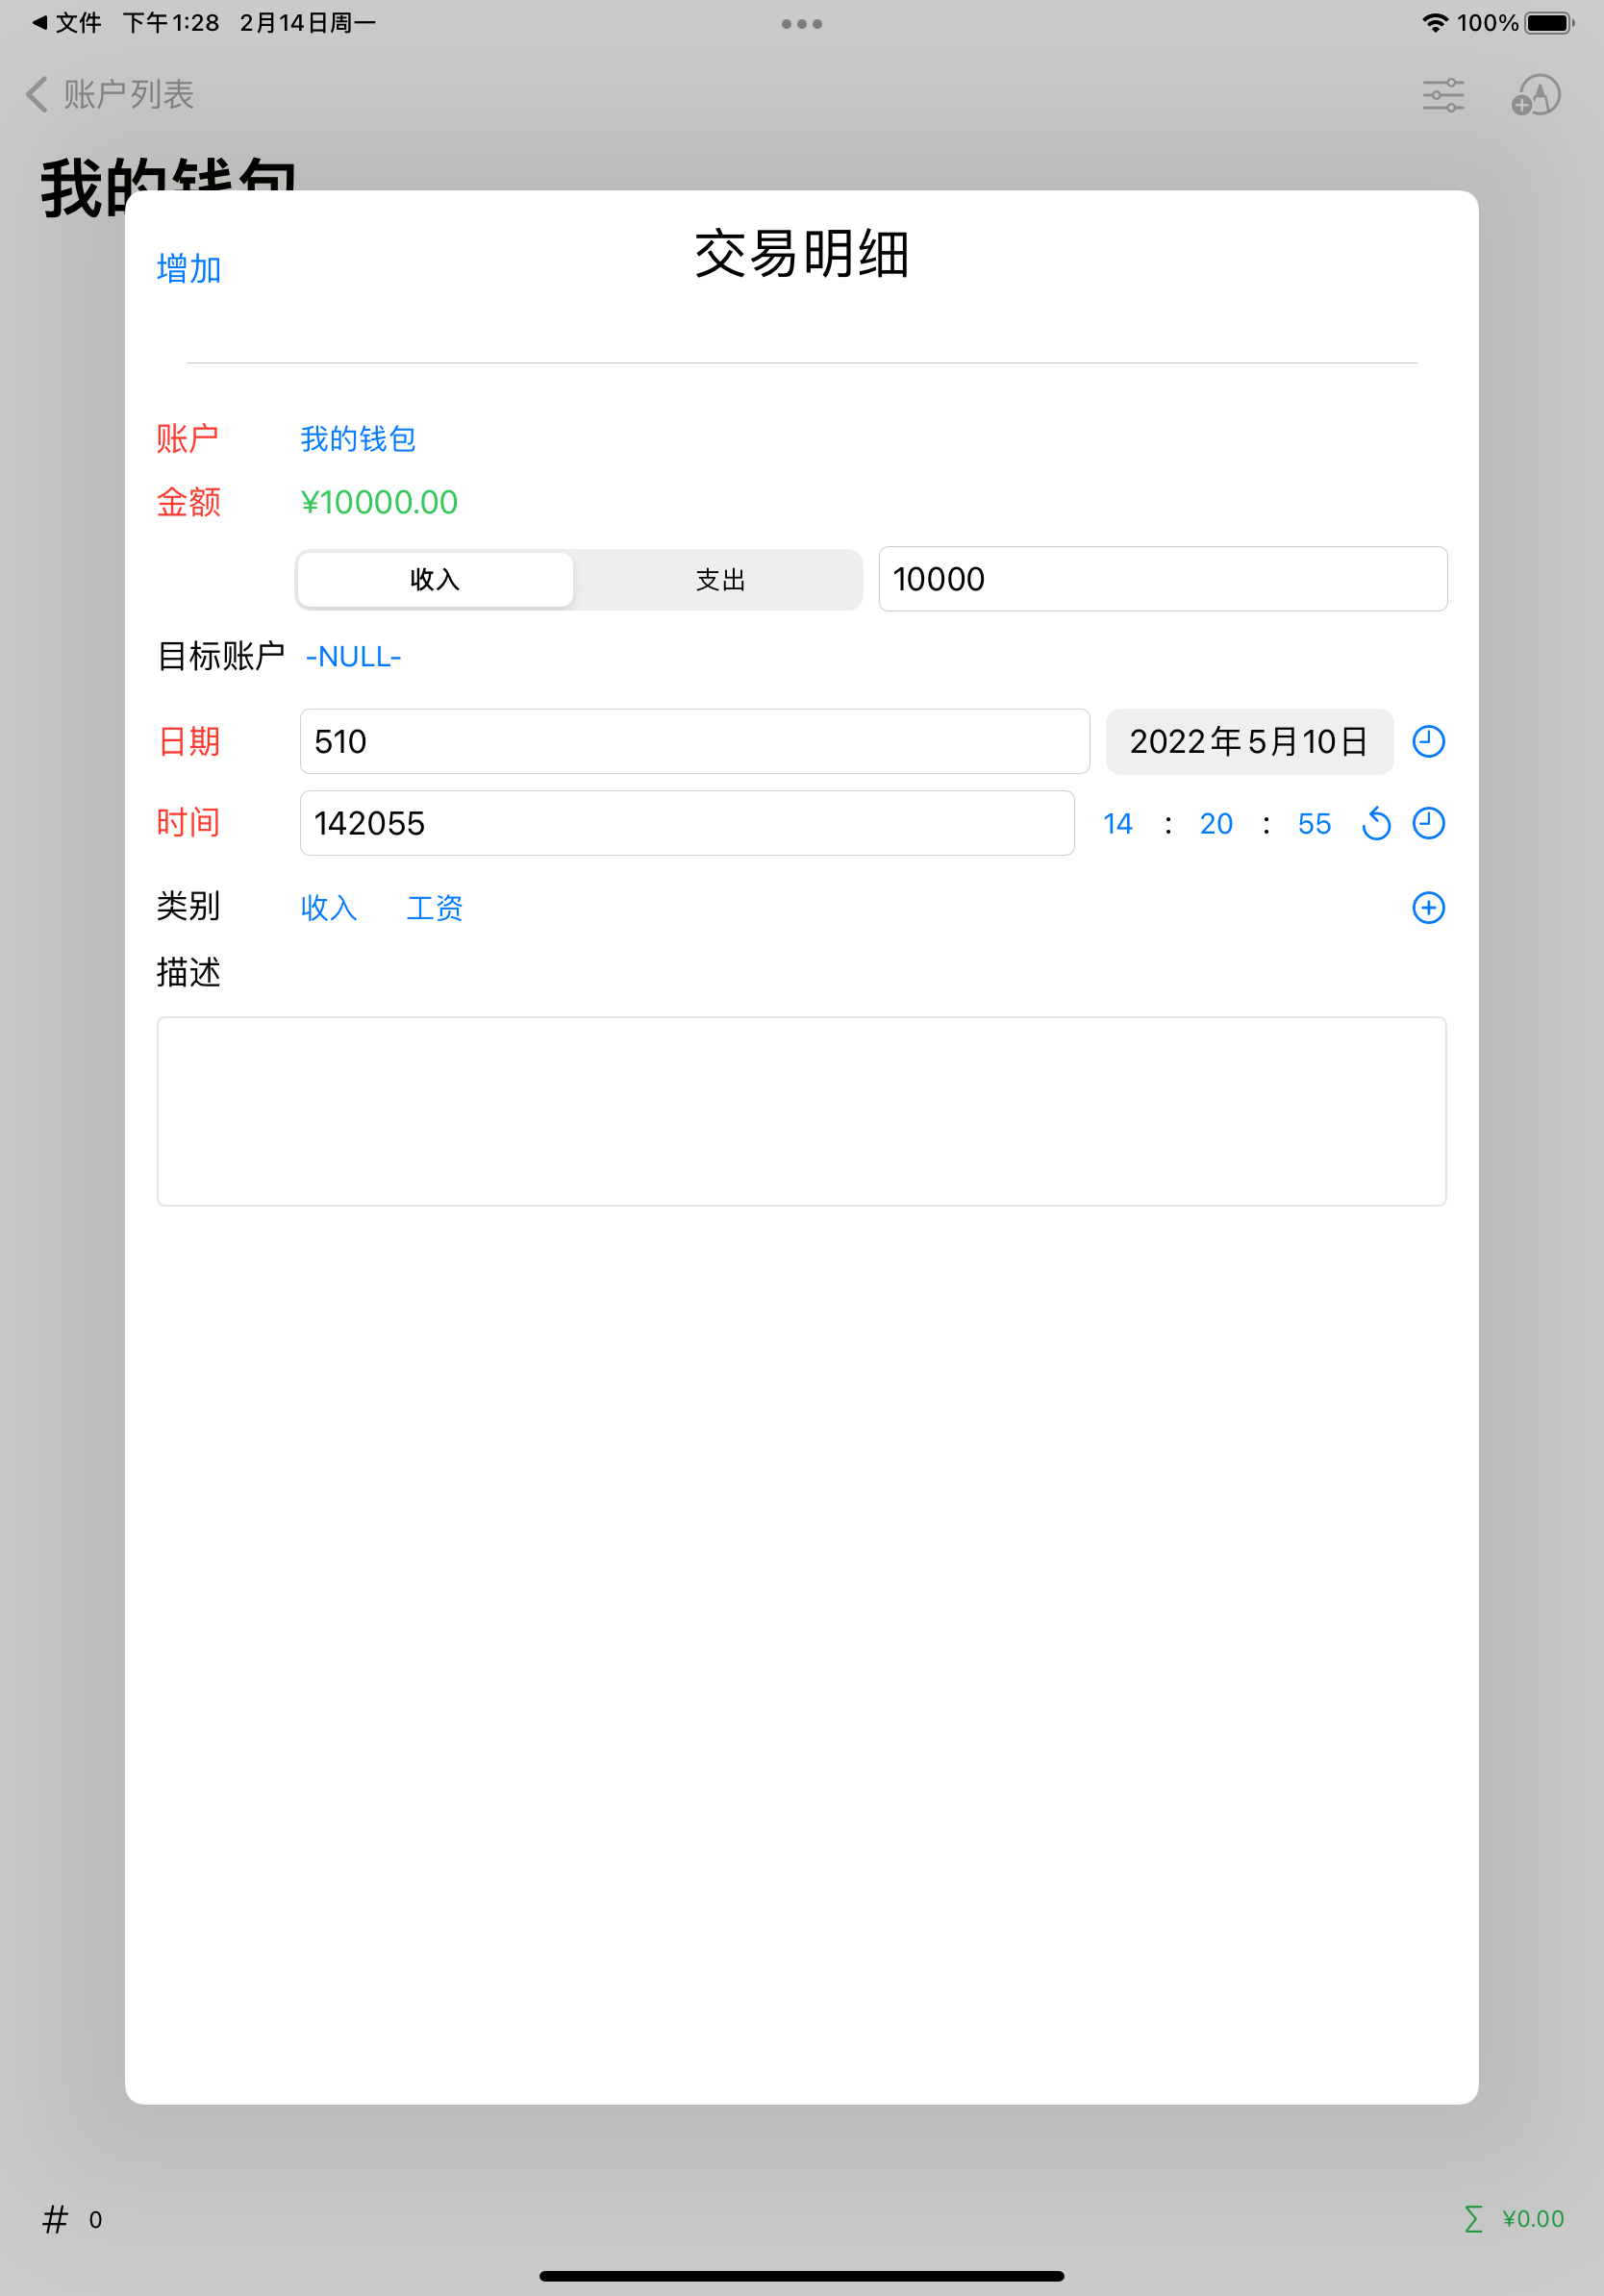 文件 下午1:28 2月14日周一 100%
账户列表
我的钱包
交易明细
增加
账户 我的钱包
金额 ¥10000.00
收入 支出 10000
目标账户 -NULL-
日期 510 2022年5月10日
时间 142055 14 : 20 : 55
类别 收入 工资
描述
# 0 Σ ¥0.00